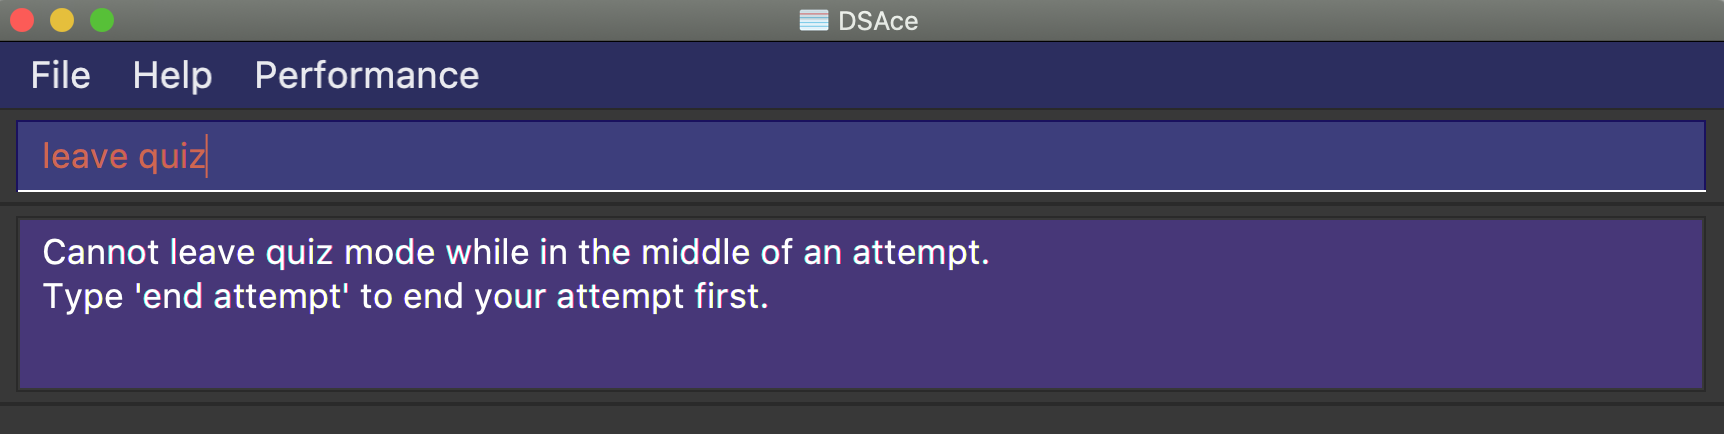 DSAce
File Help Performance
leave quiz
Cannot leave quiz mode while in the middle of an attempt.
Type 'end attempt' to end your attempt first.